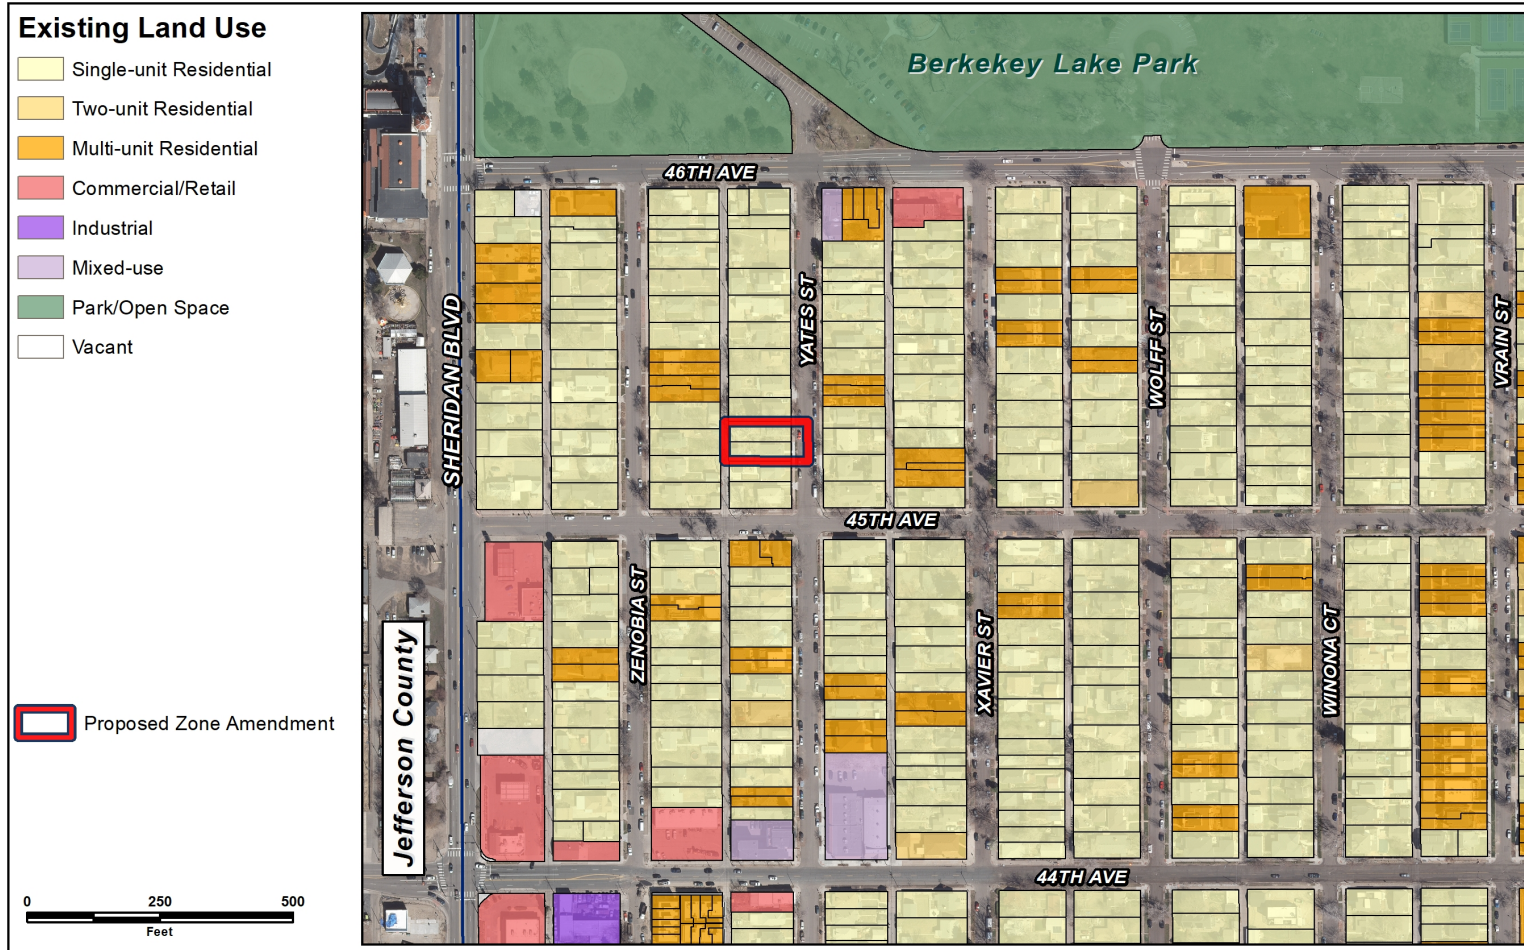 Existing Land Use
Single-unit Residential
Two-unit Residential
Multi-unit Residential
Commercial/Retail
Industrial
Mixed-use
Park/Open Space
Vacant
Proposed Zone Amendment
0 250 500
Feet
Berkekey Lake Park
46TH AVE
SHERIDAN BLVD
YATES ST
WOLFF ST
VRAIN ST
45TH AVE
ZENOBIA ST
XAVIER ST
WINONA CT
Jefferson County
44TH AVE